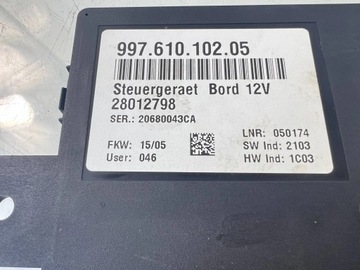 997.610.102.05
Steuergeraet Bord 12V
28012798
SER.: 20680043CA
LNR: 050174
FKW: 15/05 SW Ind: 2103
User: 046 HW Ind: 1C03